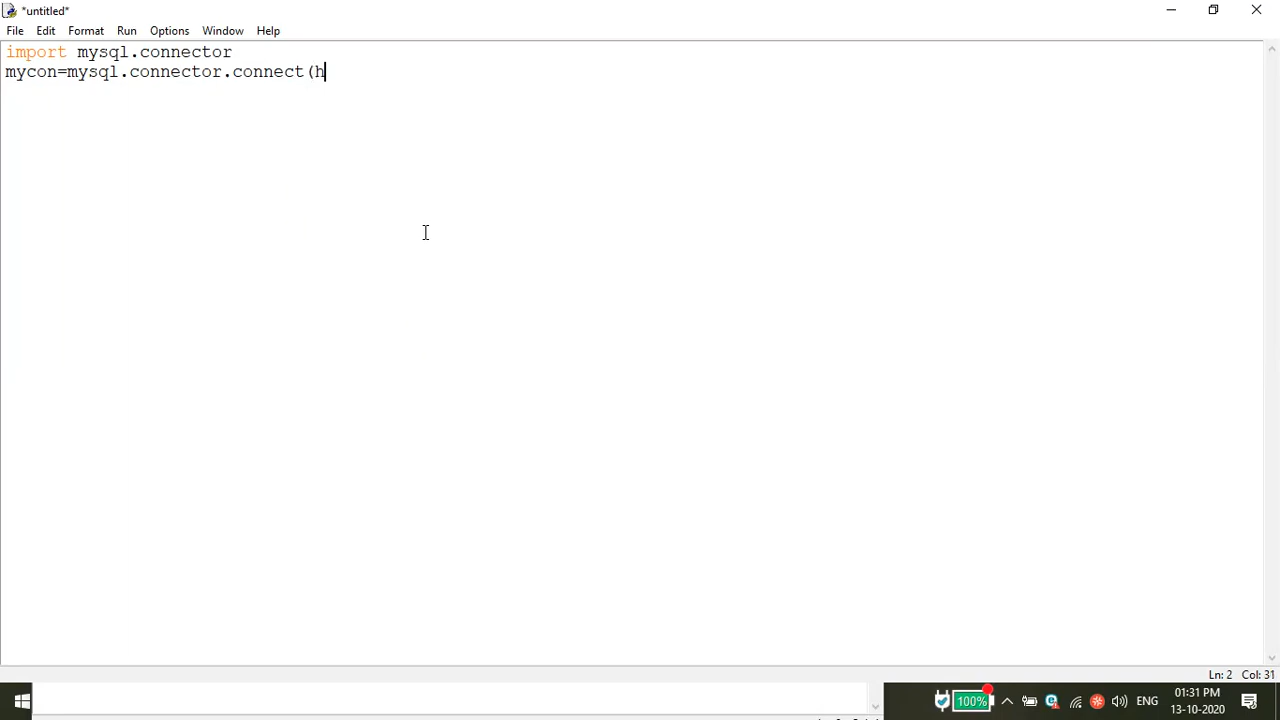 *untitled*
File Edit Format Run Options Window Help
import mysql.connector
mycon=mysql.connector.connect(h
Ln: 2 Col: 31
100% ENG 01:31 PM
13-10-2020